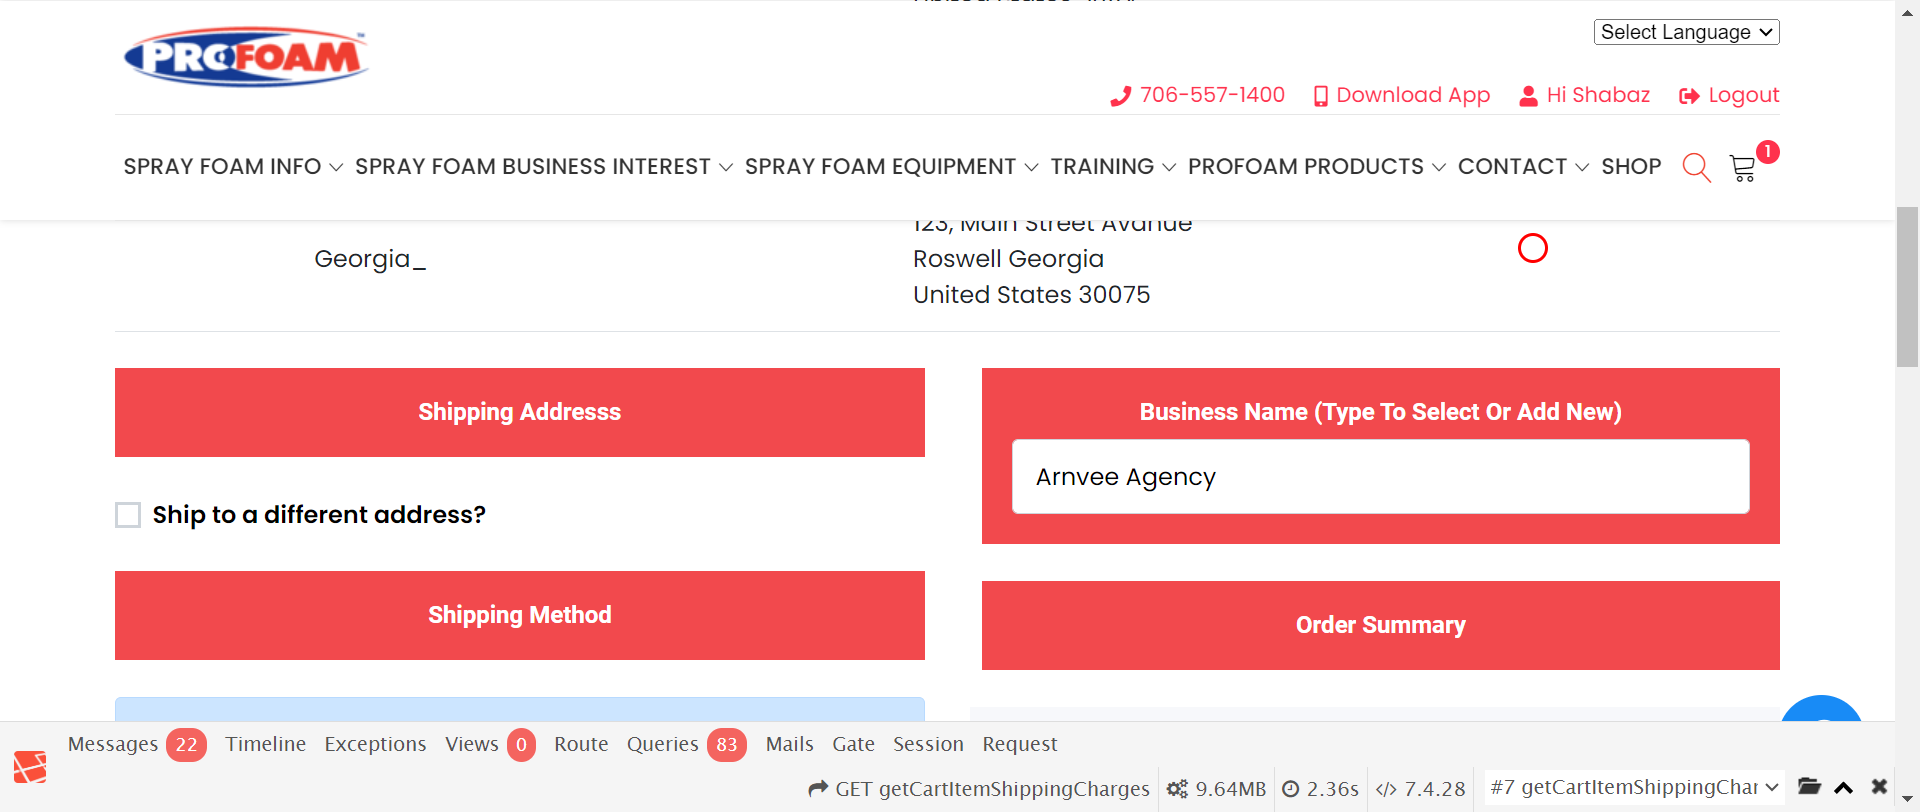 Select Language
PROFOAM
706-557-1400 Download App Hi Shabaz Logout
SPRAY FOAM INFO SPRAY FOAM BUSINESS INTEREST SPRAY FOAM EQUIPMENT TRAINING PROFOAM PRODUCTS CONTACT SHOP 1
123, Main Street Avanue
Georgia_
Roswell Georgia
United States 30075
Shipping Addresss
Business Name (Type To Select Or Add New)
Arnvee Agency
Ship to a different address?
Shipping Method
Order Summary
Messages 22 Timeline Exceptions Views 0 Route Queries 83 Mails Gate Session Request
GET getCartItemShippingCharges 9.64MB 2.36s </> 7.4.28 #7 getCartItemShippingChar